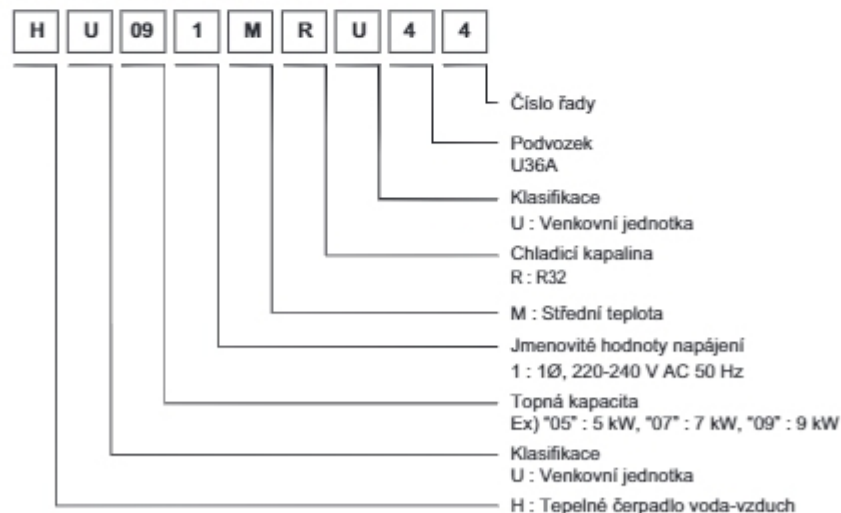 H U 09 1 M R U 4 4
Číslo řady
Podvozek
U36A
Klasifikace
U : Venkovní jednotka
Chladicí kapalina
R : R32
M : Střední teplota
Jmenovité hodnoty napájení
1 : 1Ø, 220-240 V AC 50 Hz
Topná kapacita
Ex) "05" : 5 kW, "07" : 7 kW, "09" : 9 kW
Klasifikace
U : Venkovní jednotka
H : Tepelné čerpadlo voda-vzduch